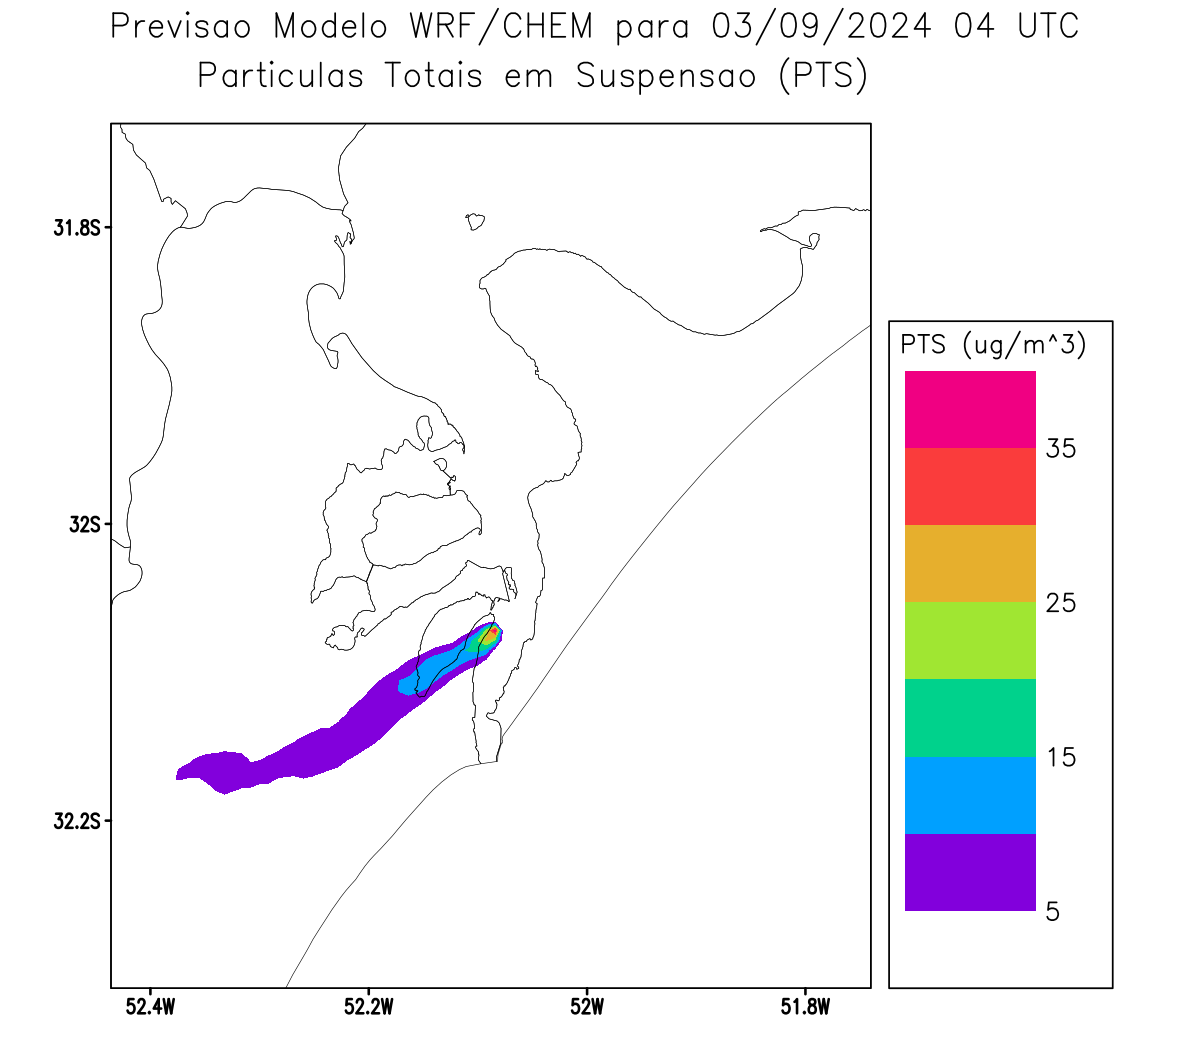 Previsao Modelo WRF/CHEM para 03/09/2024 04 UTC
Particulas Totais em Suspensao (PTS)
31.8S
32S
32.2S
52.4W
52.2W
52W
51.8W
PTS (ug/m^3)
35
25
15
5